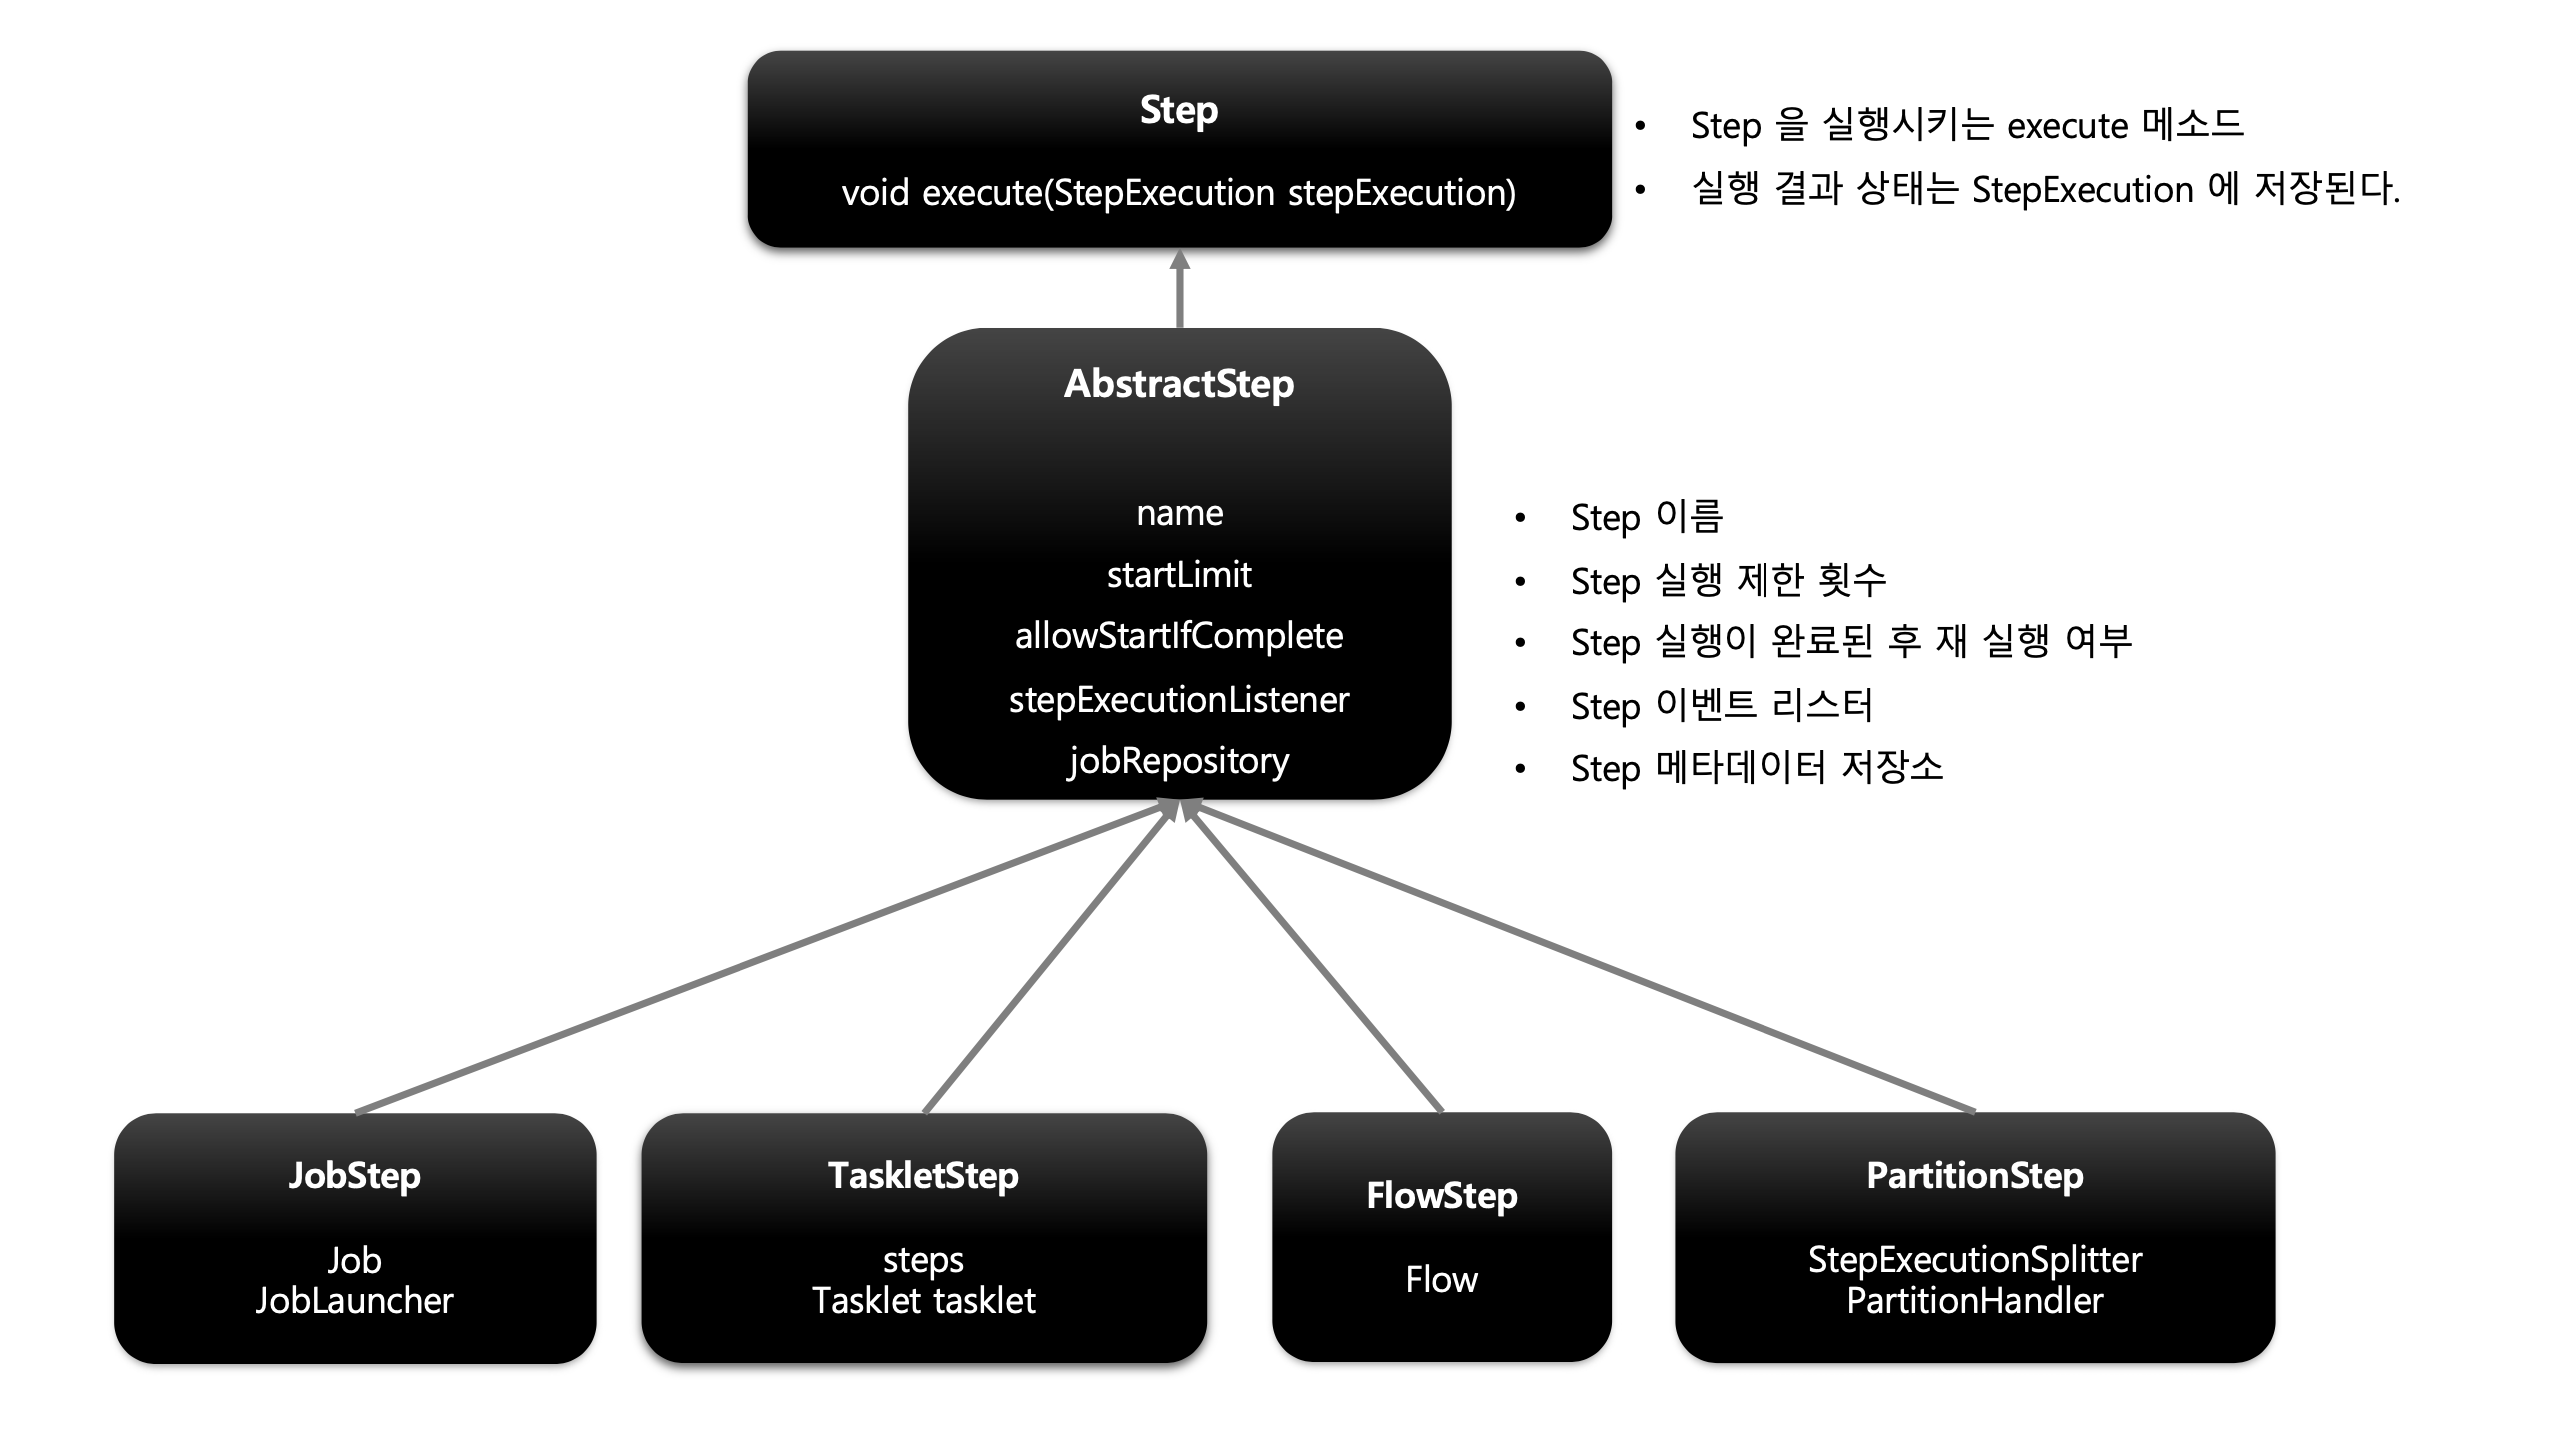 Step
void execute(StepExecution stepExecution)
• Step 을 실행시키는 execute 메소드
• 실행 결과 상태는 StepExecution 에 저장된다.
AbstractStep
name
startLimit
allowStartIfComplete
stepExecutionListener
jobRepository
• Step 이름
• Step 실행 제한 횟수
• Step 실행이 완료된 후 재 실행 여부
• Step 이벤트 리스터
• Step 메타데이터 저장소
JobStep
Job
JobLauncher
TaskletStep
steps
Tasklet tasklet
FlowStep
Flow
PartitionStep
StepExecutionSplitter
PartitionHandler